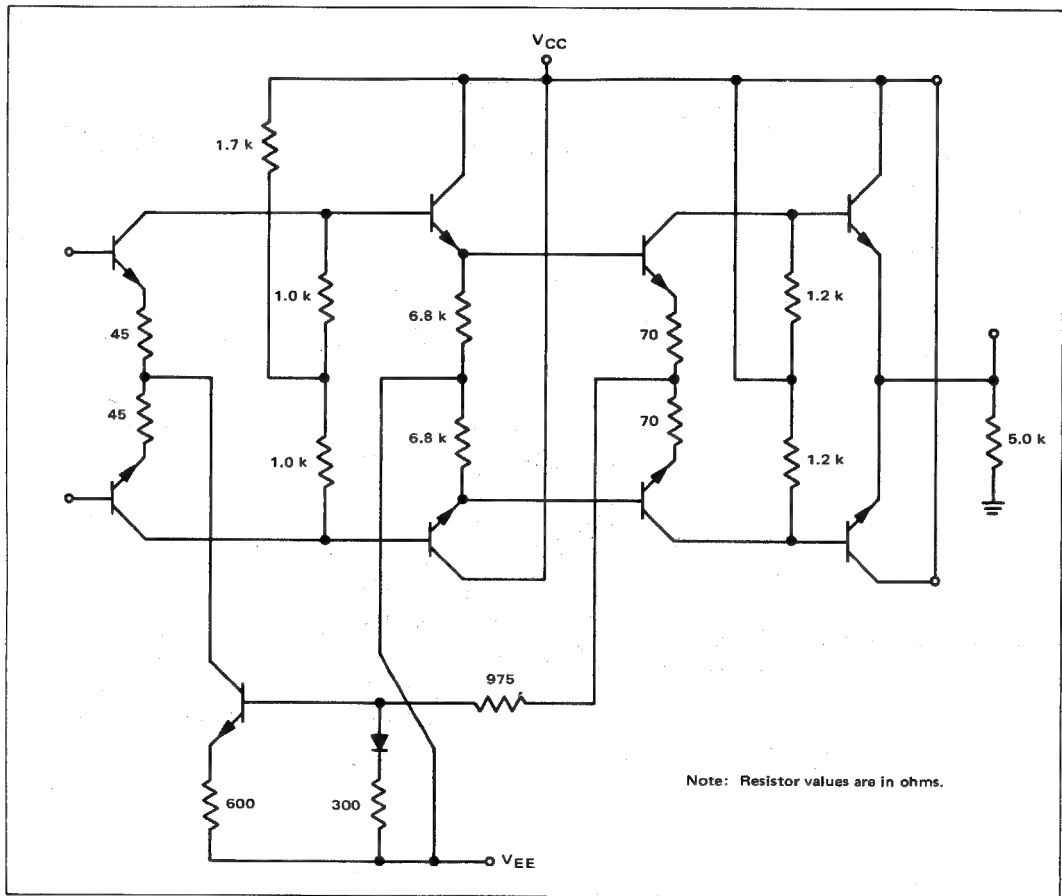 VCC
1.7 k
1.0 k
1.2 k
45
6.8 k
70
45
6.8 k
70
5.0 k
1.0 k
1.2 k
975
Note: Resistor values are in ohms.
600
300
VEE